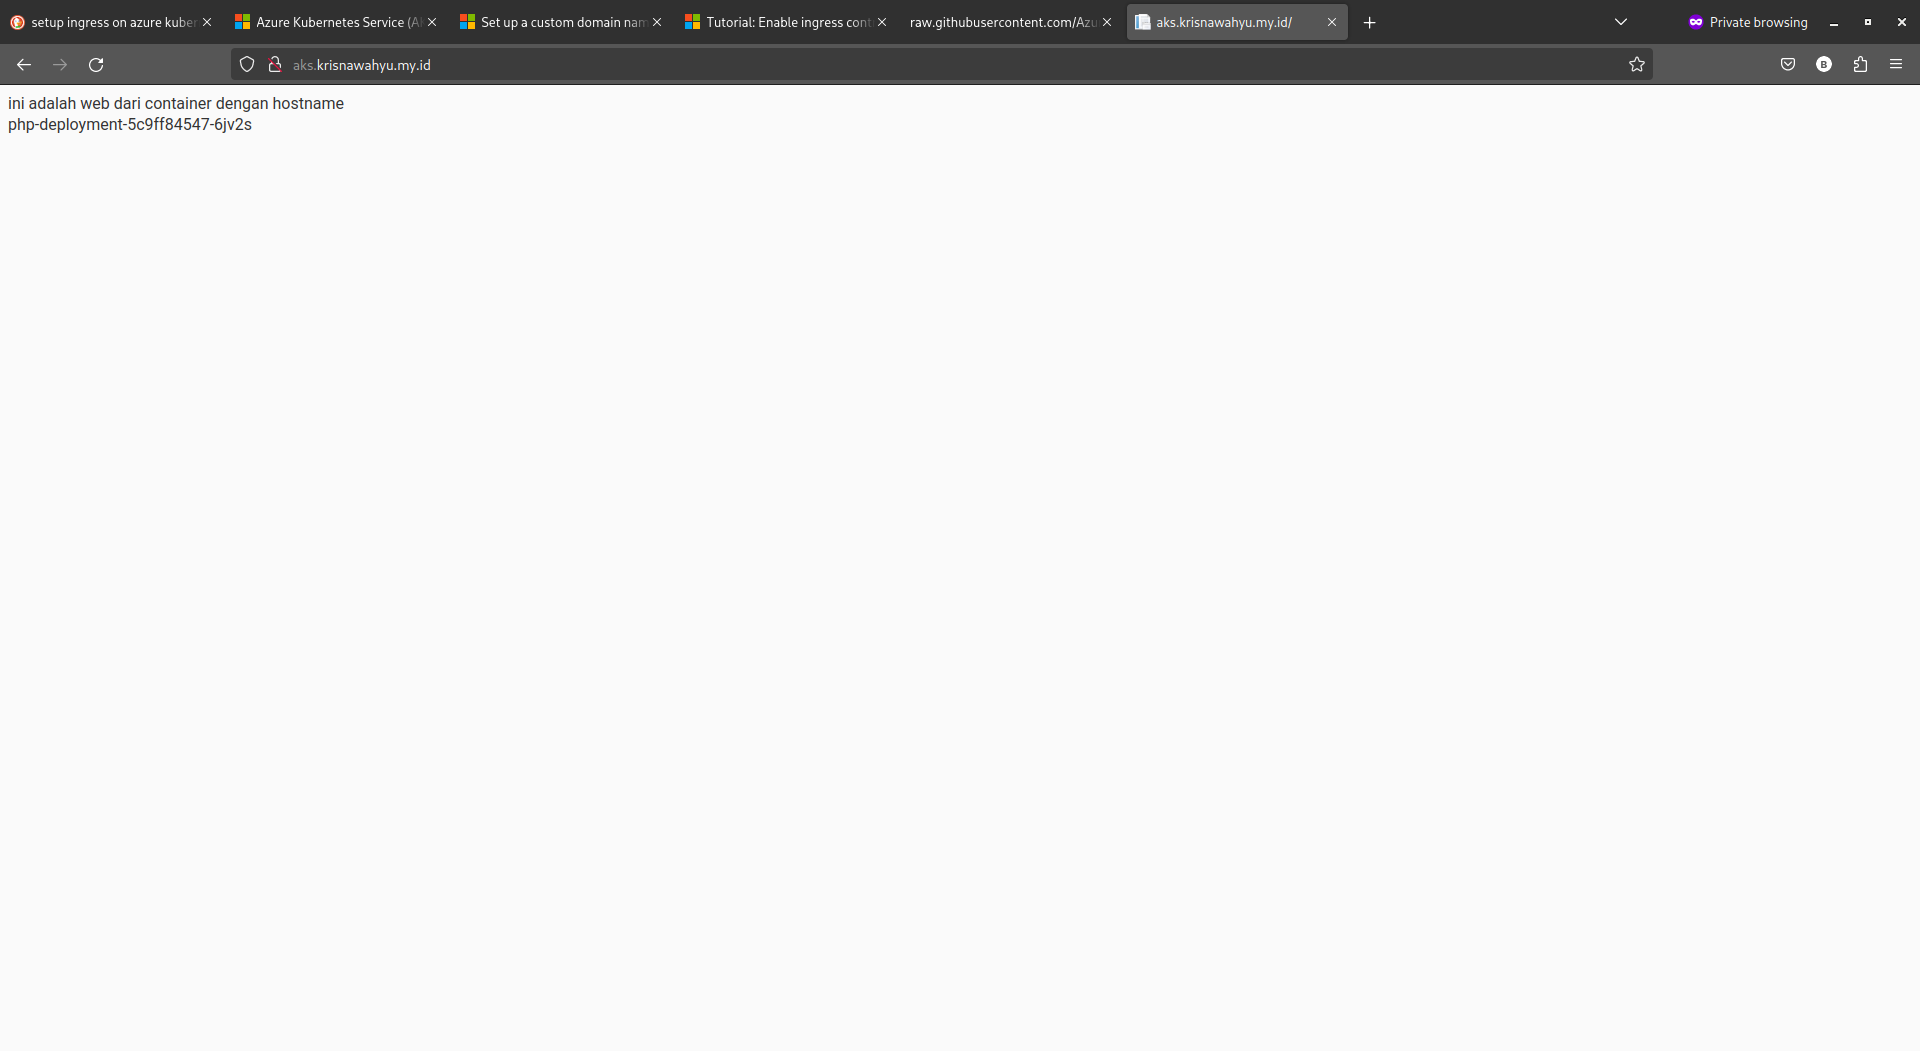 setup ingress on azure kuber
Azure Kubernetes Service (A
Set up a custom domain nam
Tutorial: Enable ingress cont
raw.githubusercontent.com/Azu
aks.krisnawahyu.my.id/
Private browsing
aks.krisnawahyu.my.id
B
ini adalah web dari container dengan hostname
php-deployment-5c9ff84547-6jv2s